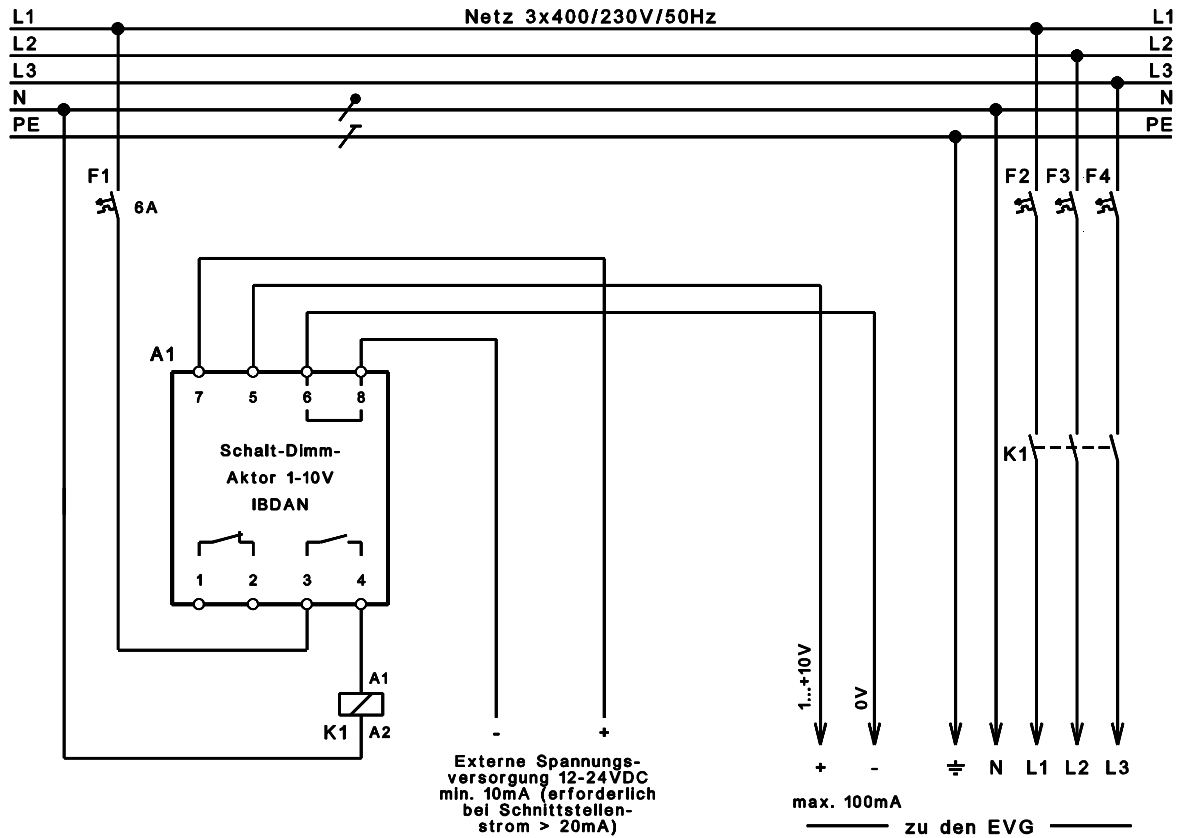 L1 Netz 3x400/230V/50Hz L1
L2 L2
L3 L3
N N
PE PE
F1 F2 F3 F4
6A
A1
7 5 6 8
Schalt-Dimm-
Aktor 1-10V
IBDAN
K1
1 2 3 4
A1
K1 A2
1...+10V
0V
- +
Externe Spannungs-
versorgung 12-24VDC
min. 10mA (erforderlich
bei Schnittstellen-
strom > 20mA)
+ - N L1 L2 L3
max. 100mA
zu den EVG